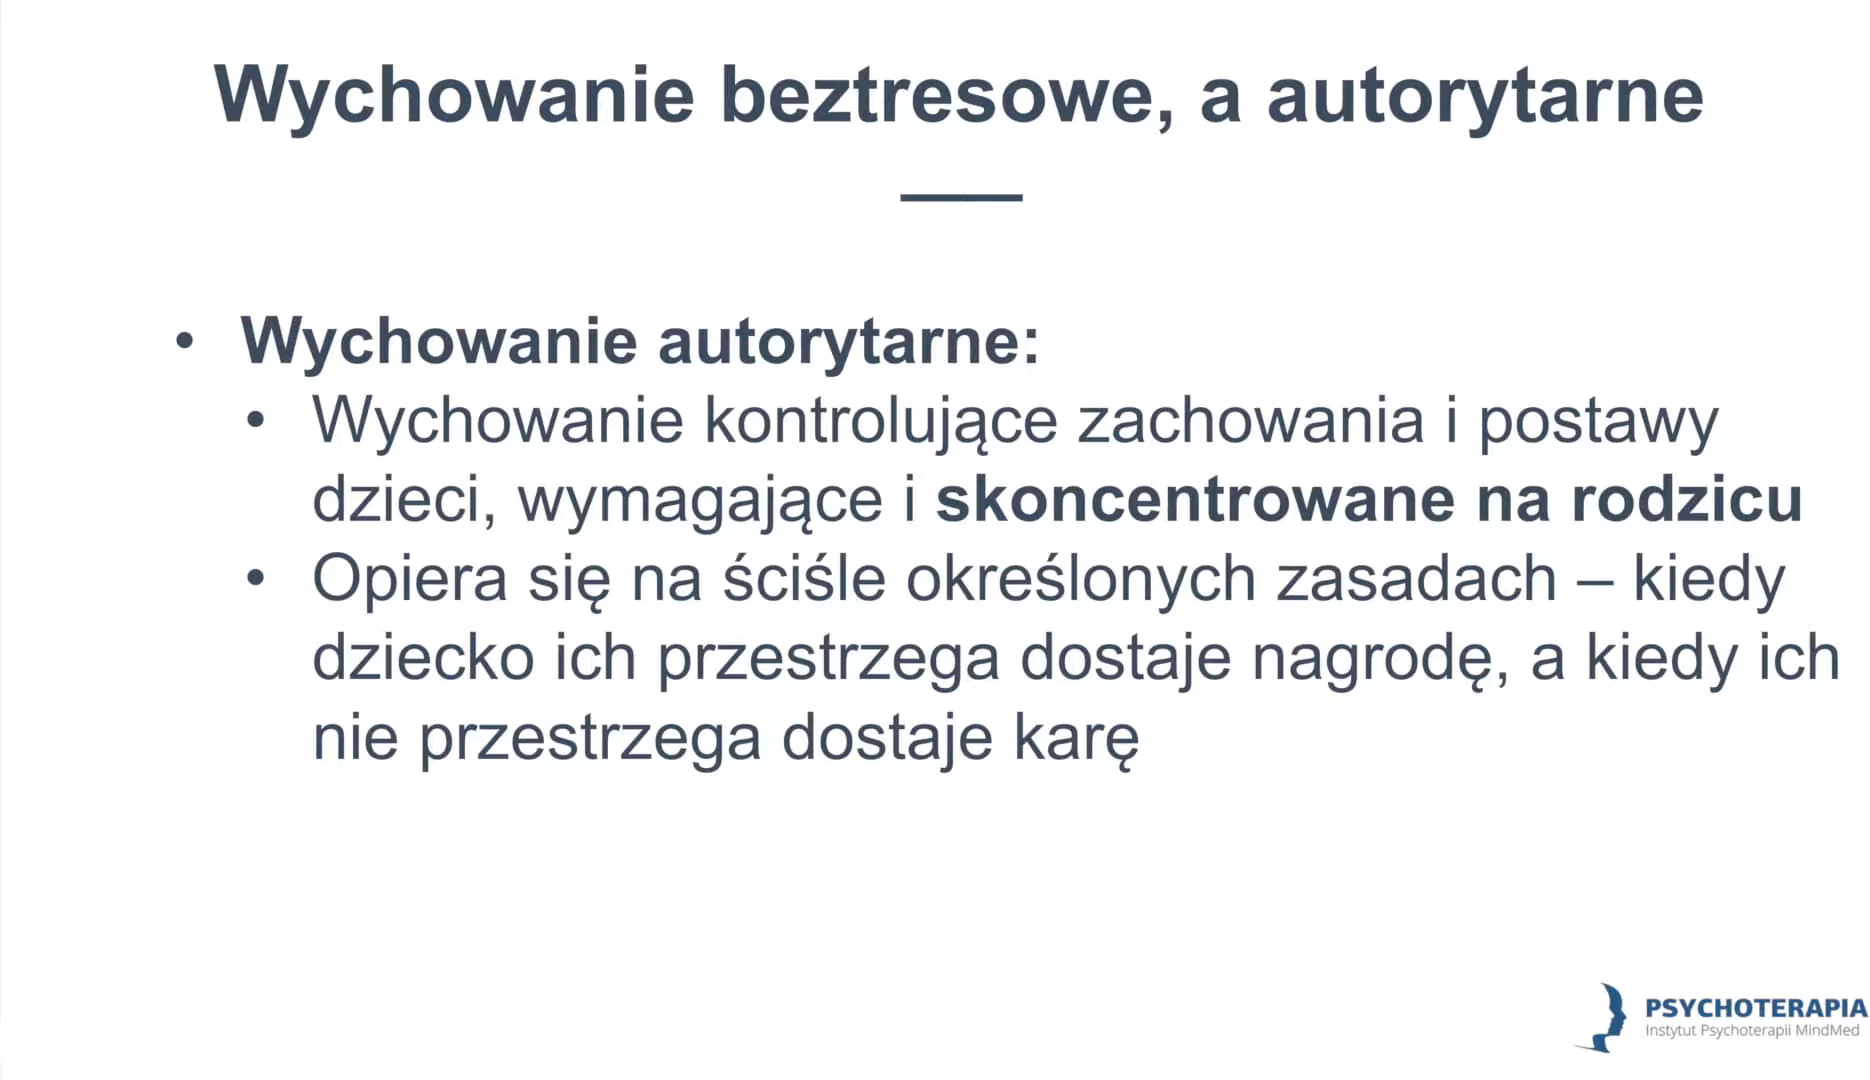 Wychowanie beztresowe, a autorytarne
• Wychowanie autorytarne:
• Wychowanie kontrolujące zachowania i postawy
dzieci, wymagające i skoncentrowane na rodzicu
• Opiera się na ściśle określonych zasadach – kiedy
dziecko ich przestrzega dostaje nagrodę, a kiedy ich
nie przestrzega dostaje karę
PSYCHOTERAPIA
Instytut Psychoterapii MindMed